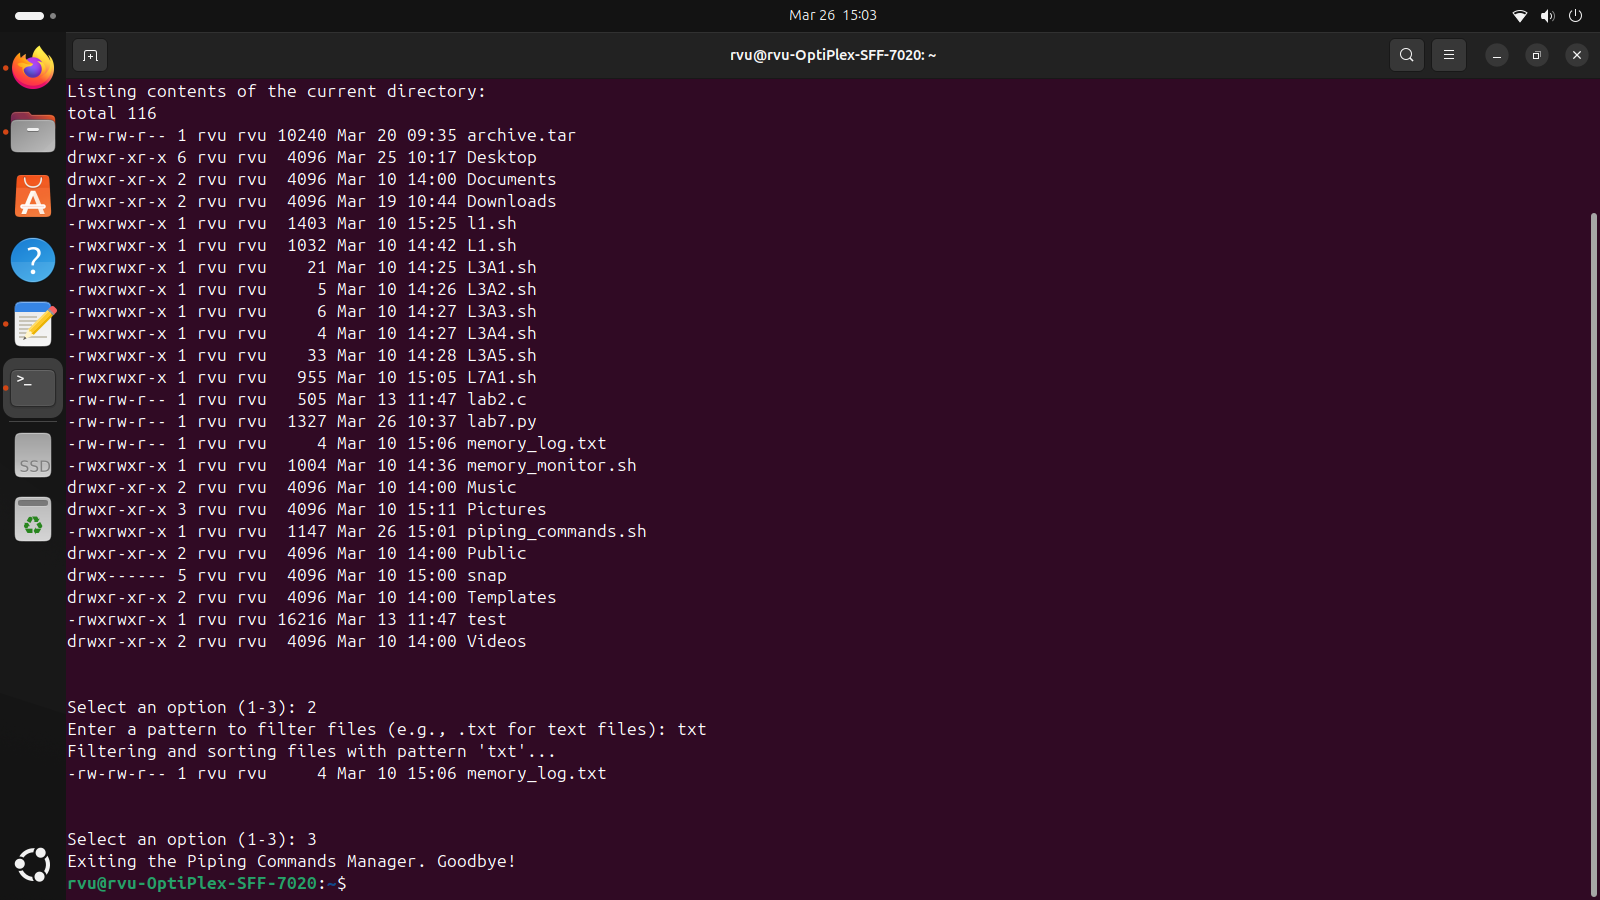 Mar 26 15:03
rvu@rvu-OptiPlex-SFF-7020: ~
Listing contents of the current directory:
total 116
-rw-rw-r-- 1 rvu rvu 10240 Mar 20 09:35 archive.tar
drwxr-xr-x 6 rvu rvu  4096 Mar 25 10:17 Desktop
drwxr-xr-x 2 rvu rvu  4096 Mar 10 14:00 Documents
drwxr-xr-x 2 rvu rvu  4096 Mar 19 10:44 Downloads
-rwxrwxr-x 1 rvu rvu  1403 Mar 10 15:25 l1.sh
-rwxrwxr-x 1 rvu rvu  1032 Mar 10 14:42 L1.sh
-rwxrwxr-x 1 rvu rvu    21 Mar 10 14:25 L3A1.sh
-rwxrwxr-x 1 rvu rvu     5 Mar 10 14:26 L3A2.sh
-rwxrwxr-x 1 rvu rvu     6 Mar 10 14:27 L3A3.sh
-rwxrwxr-x 1 rvu rvu     4 Mar 10 14:27 L3A4.sh
-rwxrwxr-x 1 rvu rvu    33 Mar 10 14:28 L3A5.sh
-rwxrwxr-x 1 rvu rvu   955 Mar 10 15:05 L7A1.sh
-rw-rw-r-- 1 rvu rvu   505 Mar 13 11:47 lab2.c
-rw-rw-r-- 1 rvu rvu  1327 Mar 26 10:37 lab7.py
-rw-rw-r-- 1 rvu rvu     4 Mar 10 15:06 memory_log.txt
-rwxrwxr-x 1 rvu rvu  1004 Mar 10 14:36 memory_monitor.sh
drwxr-xr-x 2 rvu rvu  4096 Mar 10 14:00 Music
drwxr-xr-x 3 rvu rvu  4096 Mar 10 15:11 Pictures
-rwxrwxr-x 1 rvu rvu  1147 Mar 26 15:01 piping_commands.sh
drwxr-xr-x 2 rvu rvu  4096 Mar 10 14:00 Public
drwx------ 5 rvu rvu  4096 Mar 10 15:00 snap
drwxr-xr-x 2 rvu rvu  4096 Mar 10 14:00 Templates
-rwxrwxr-x 1 rvu rvu 16216 Mar 13 11:47 test
drwxr-xr-x 2 rvu rvu  4096 Mar 10 14:00 Videos
Select an option (1-3): 2
Enter a pattern to filter files (e.g., .txt for text files): txt
Filtering and sorting files with pattern 'txt'...
-rw-rw-r-- 1 rvu rvu     4 Mar 10 15:06 memory_log.txt
Select an option (1-3): 3
Exiting the Piping Commands Manager. Goodbye!
rvu@rvu-OptiPlex-SFF-7020:~$
SSD